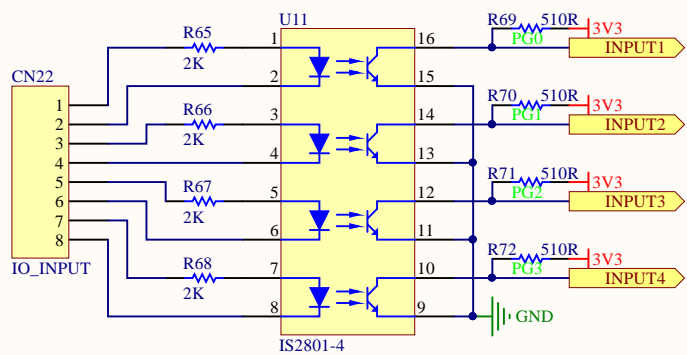 U11
R65
2K
1
16
R69
510R
3V3
PG0
INPUT1
CN22
2
15
1
2
3
4
5
6
7
8
IO_INPUT
R66
2K
3
14
R70
510R
3V3
PG1
INPUT2
4
13
R67
2K
5
12
R71
510R
3V3
PG2
INPUT3
6
11
R68
2K
7
10
R72
510R
3V3
PG3
INPUT4
8
9
GND
IS2801-4